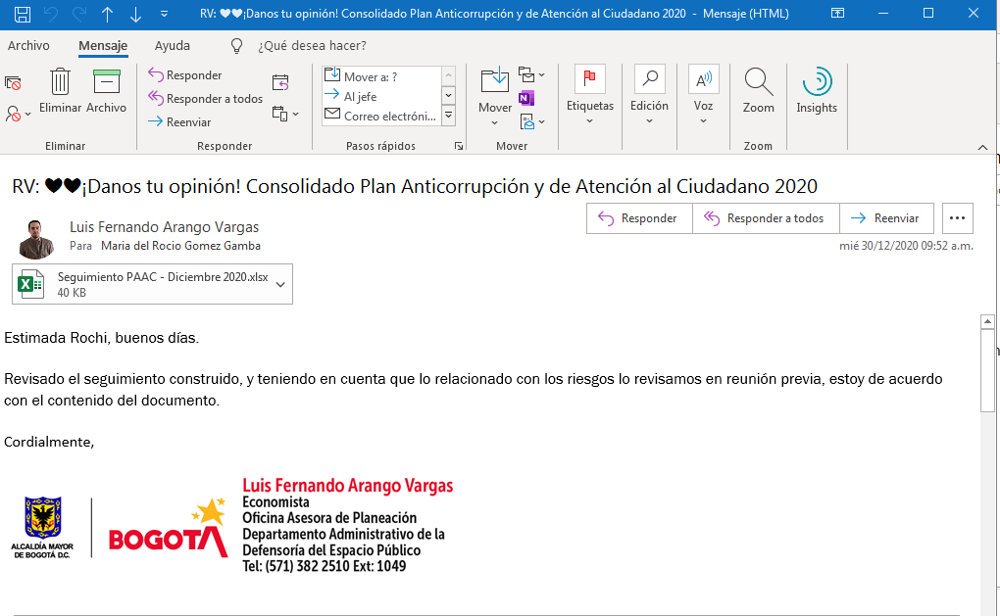 RV: ♥♥¡Danos tu opinión! Consolidado Plan Anticorrupción y de Atención al Ciudadano 2020 - Mensaje (HTML)
Archivo Mensaje Ayuda ¿Qué desea hacer?
Eliminar Archivo
Responder
Responder a todos
Reenviar
Mover a: ?
Al jefe
Correo electróni...
Mover
Etiquetas
Edición
Voz
Zoom
Insights
Eliminar Responder Pasos rápidos Mover Zoom
RV: ♥♥¡Danos tu opinión! Consolidado Plan Anticorrupción y de Atención al Ciudadano 2020
Luis Fernando Arango Vargas
Para Maria del Rocio Gomez Gamba
Responder Responder a todos Reenviar ...
mié 30/12/2020 09:52 a.m.
Seguimiento PAAC - Diciembre 2020.xlsx
40 KB
Estimada Rochi, buenos días.
Revisado el seguimiento construido, y teniendo en cuenta que lo relacionado con los riesgos lo revisamos en reunión previa, estoy de acuerdo
con el contenido del documento.
Cordialmente,
ALCALDÍA MAYOR
DE BOGOTÁ D.C.
BOGOTÁ
Luis Fernando Arango Vargas
Economista
Oficina Asesora de Planeación
Departamento Administrativo de la
Defensoría del Espacio Público
Tel: (571) 382 2510 Ext: 1049